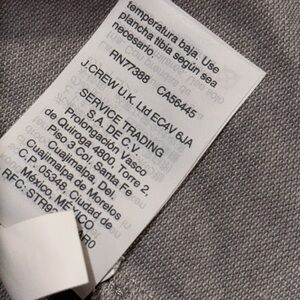 temperatura baja. Use
plancha tibia según sea
necesario.
RN77388 CA56445
J.CREW U.K. Ltd EC4V 6JA
SERVICE TRADING
S.A. DE C.V.
Prolongación Vasco
de Quiroga 4800, Torre 2,
Piso 3 Col. Santa Fe
Cuajimalpa, Del.
Cuajimalpa de Morelos
C.P. 05348, Ciudad de
México, MEXICO
RFC: